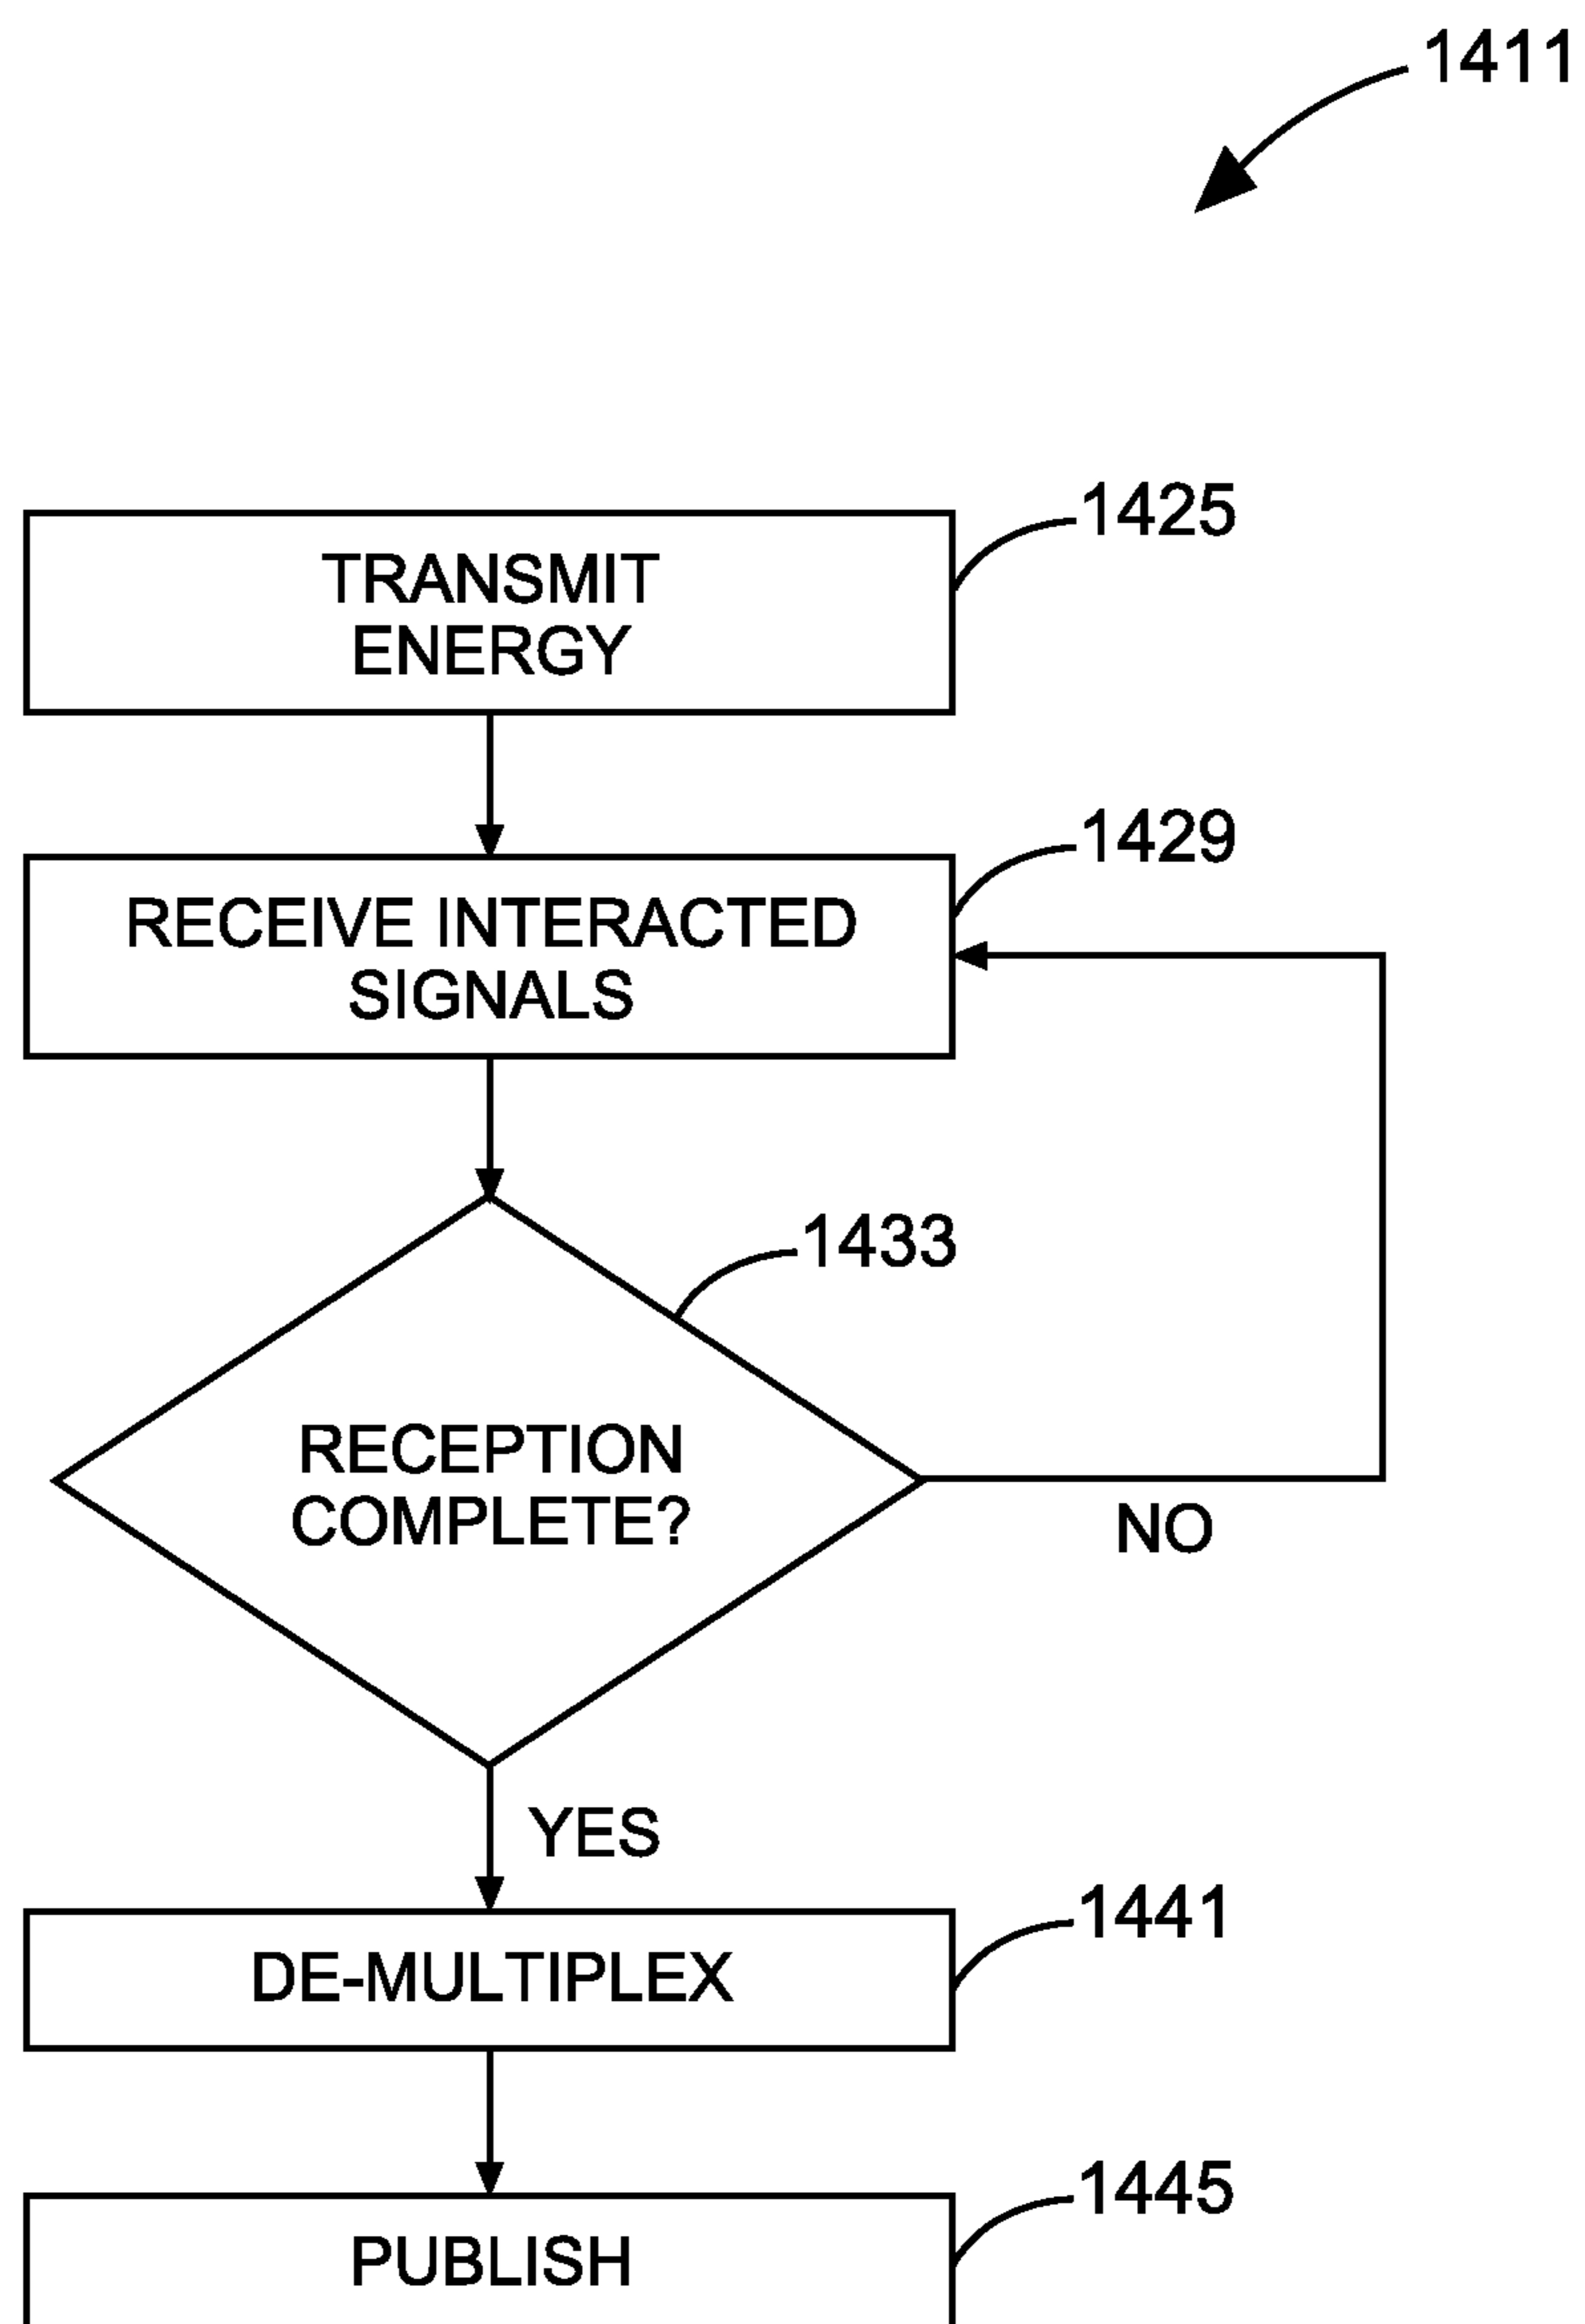 1411
1425
TRANSMIT
ENERGY
1429
RECEIVE INTERACTED
SIGNALS
1433
RECEPTION
COMPLETE?
NO
YES
1441
DE-MULTIPLEX
1445
PUBLISH